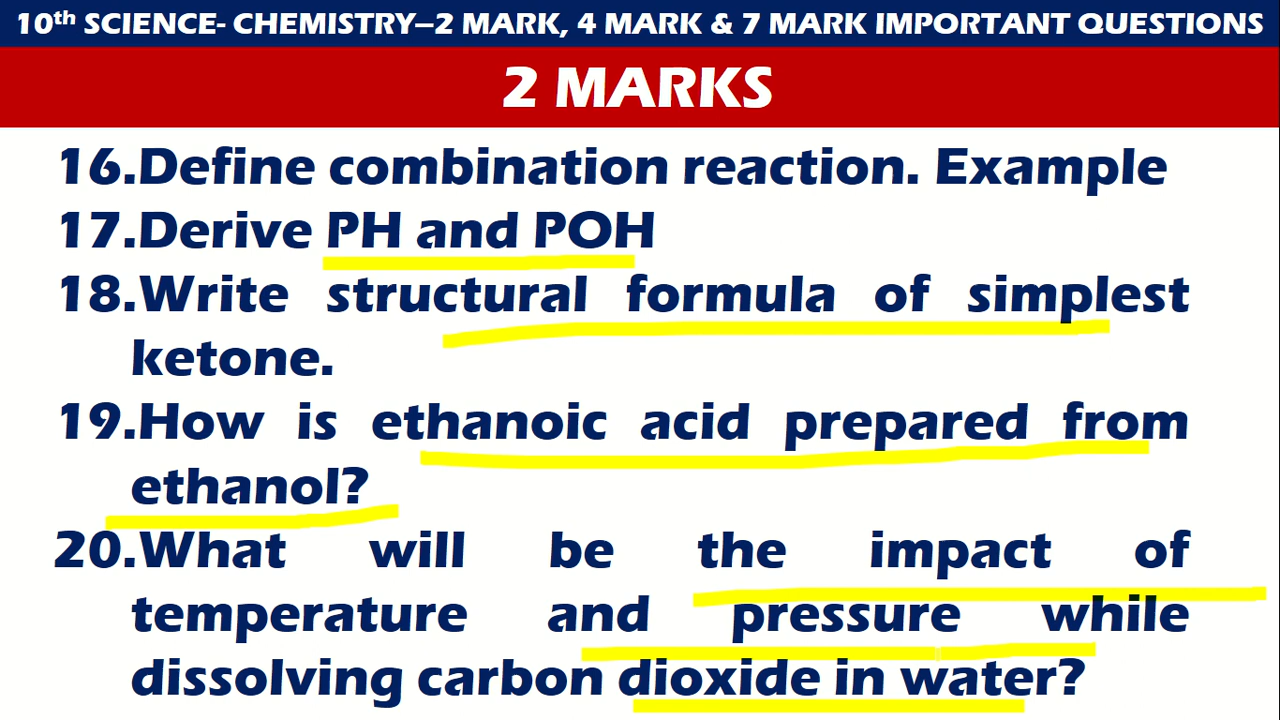 10th SCIENCE- CHEMISTRY–2 MARK, 4 MARK & 7 MARK IMPORTANT QUESTIONS
2 MARKS
16.Define combination reaction. Example
17.Derive PH and POH
18.Write structural formula of simplest
ketone.
19.How is ethanoic acid prepared from
ethanol?
20.What will be the impact of
temperature and pressure while
dissolving carbon dioxide in water?